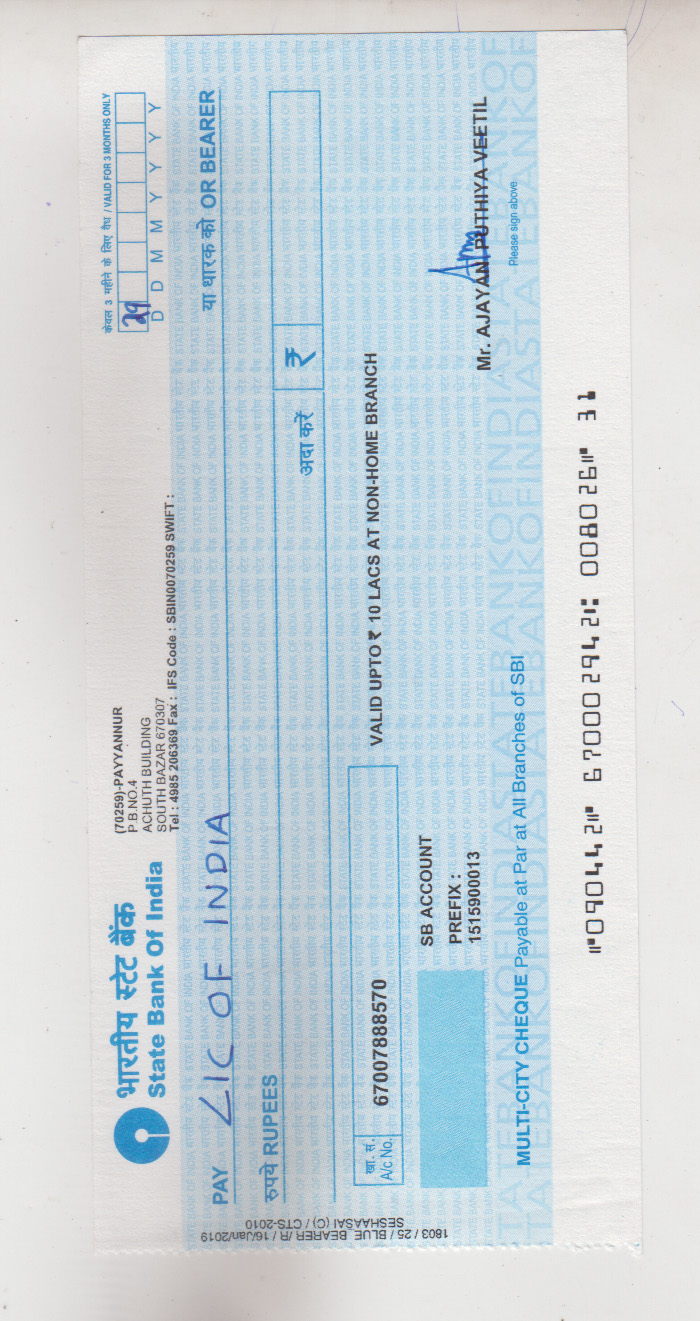 केवल 3 महीने के लिए वैध / VALID FOR 3 MONTHS ONLY
29
D D M M Y Y Y Y
भारतीय स्टेट बैंक
State Bank Of India
(70259)-PAYYANNUR
P.B.NO.4
ACHUTH BUILDING
SOUTH BAZAR 670307
Tel : 4985 206369 Fax : IFS Code : SBIN0070259 SWIFT :
PAY LIC OF INDIA या धारक को OR BEARER
रुपये RUPEES
अदा करें ₹
खा. सं.
A/c No. 67007888570
VALID UPTO ₹ 10 LACS AT NON-HOME BRANCH
SB ACCOUNT
PREFIX :
1515900013
Mr. AJAYAN. PUTHIYA VEETIL
Please sign above
MULTI-CITY CHEQUE Payable at Par at All Branches of SBI
⑈090442⑈ 670002942⑆ 008026⑈ 31
1803 / 25 / BLUE BEARER /R / 16/Jan/2019
SESHAASAI (C) / CTS-2010